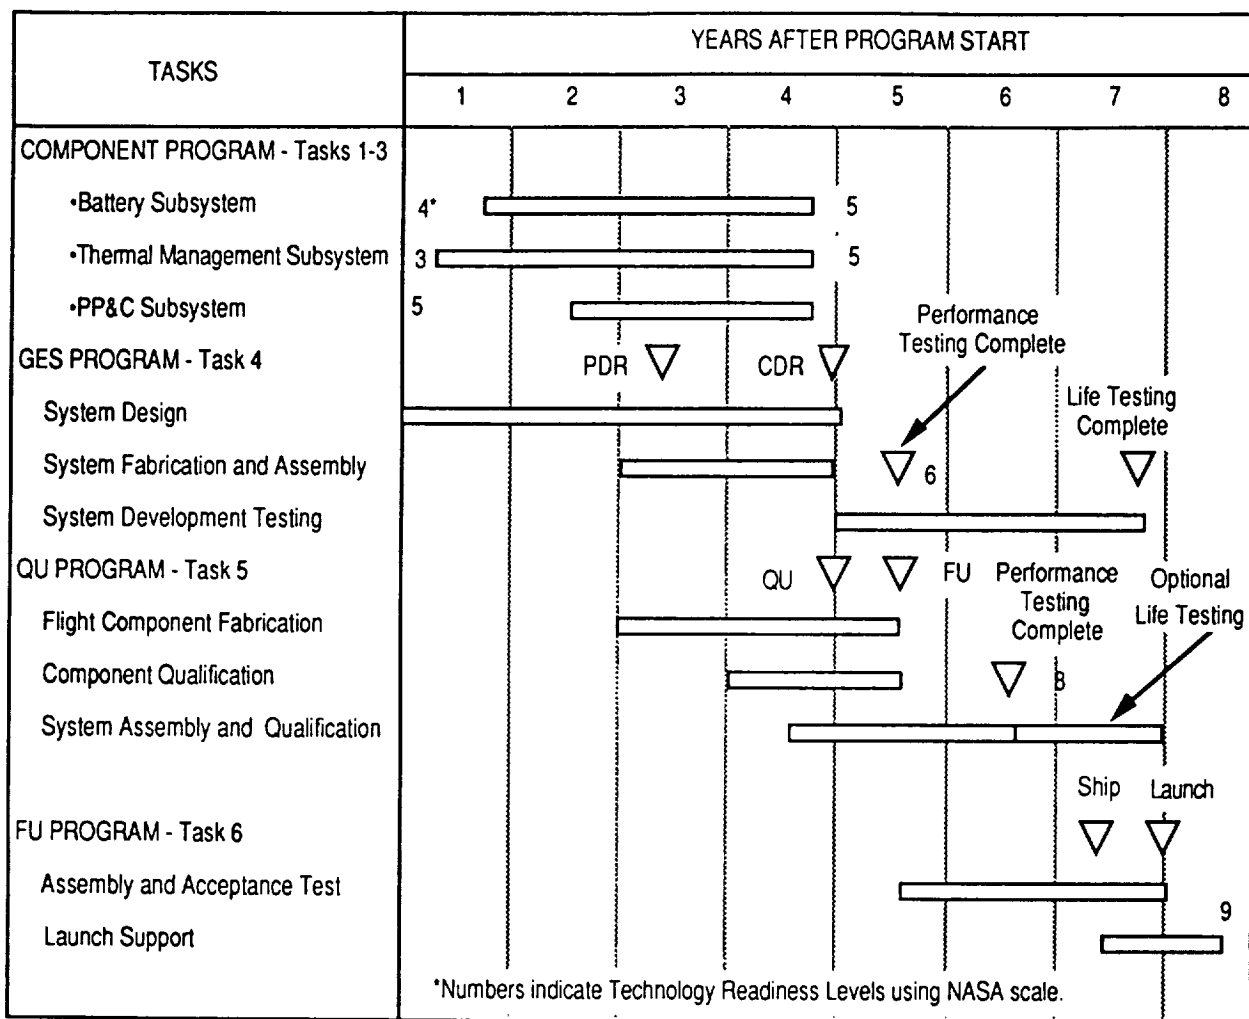 YEARS AFTER PROGRAM START
TASKS
1 2 3 4 5 6 7 8
COMPONENT PROGRAM - Tasks 1-3
•Battery Subsystem 4* 5
•Thermal Management Subsystem 3 5
•PP&C Subsystem 5
Performance
Testing Complete
GES PROGRAM - Task 4 PDR CDR
Life Testing
Complete
System Design
System Fabrication and Assembly 6
System Development Testing
QU PROGRAM - Task 5 QU FU
Performance
Testing
Complete
Optional
Life Testing
Flight Component Fabrication
Component Qualification 8
System Assembly and Qualification
Ship Launch
FU PROGRAM - Task 6
Assembly and Acceptance Test
9
Launch Support
*Numbers indicate Technology Readiness Levels using NASA scale.